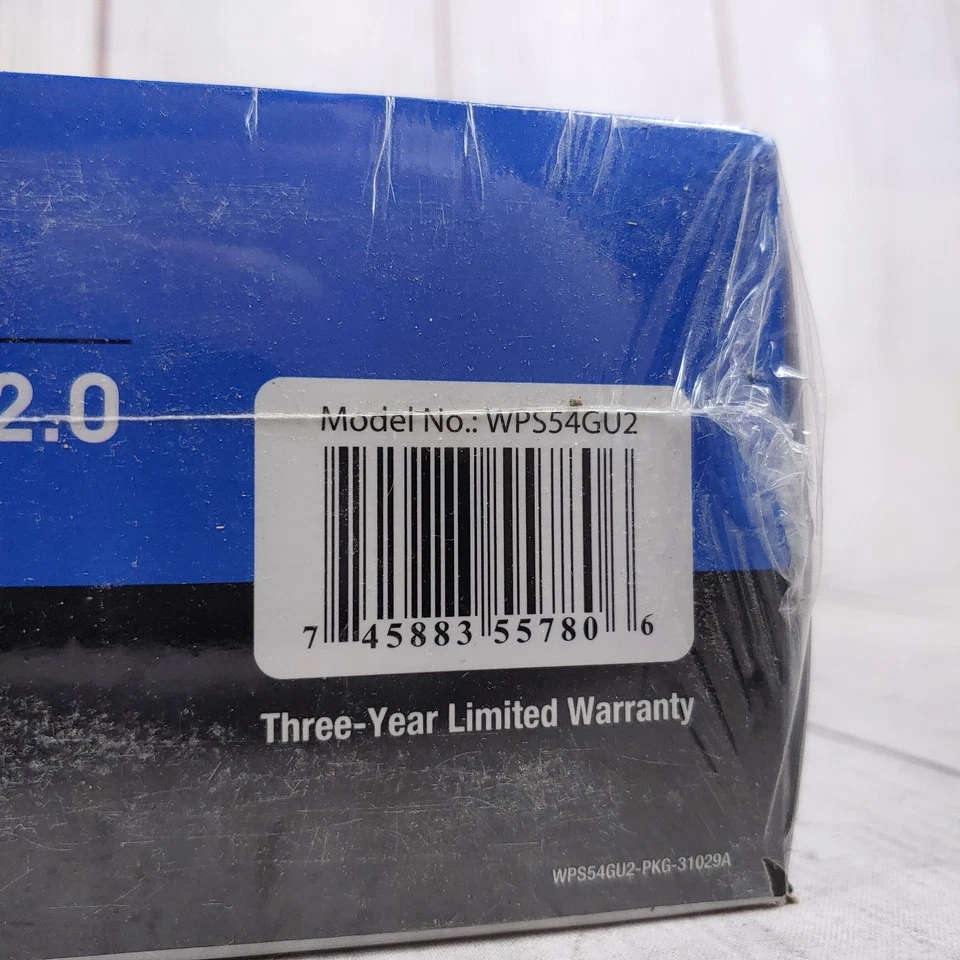 2.0
Model No.: WPS54GU2
7 45883 55780 6
Three-Year Limited Warranty
WPS54GU2-PKG-31029A